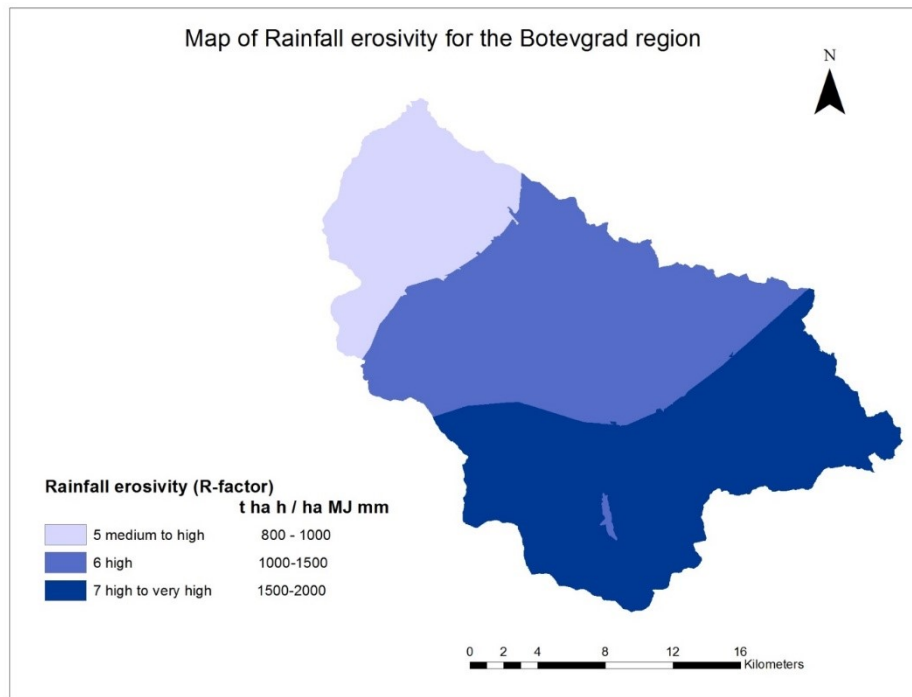 Map of Rainfall erosivity for the Botevgrad region
N
Rainfall erosivity (R-factor)
t ha h / ha MJ mm
5 medium to high 800 - 1000
6 high 1000-1500
7 high to very high 1500-2000
0 2 4 8 12 16
Kilometers